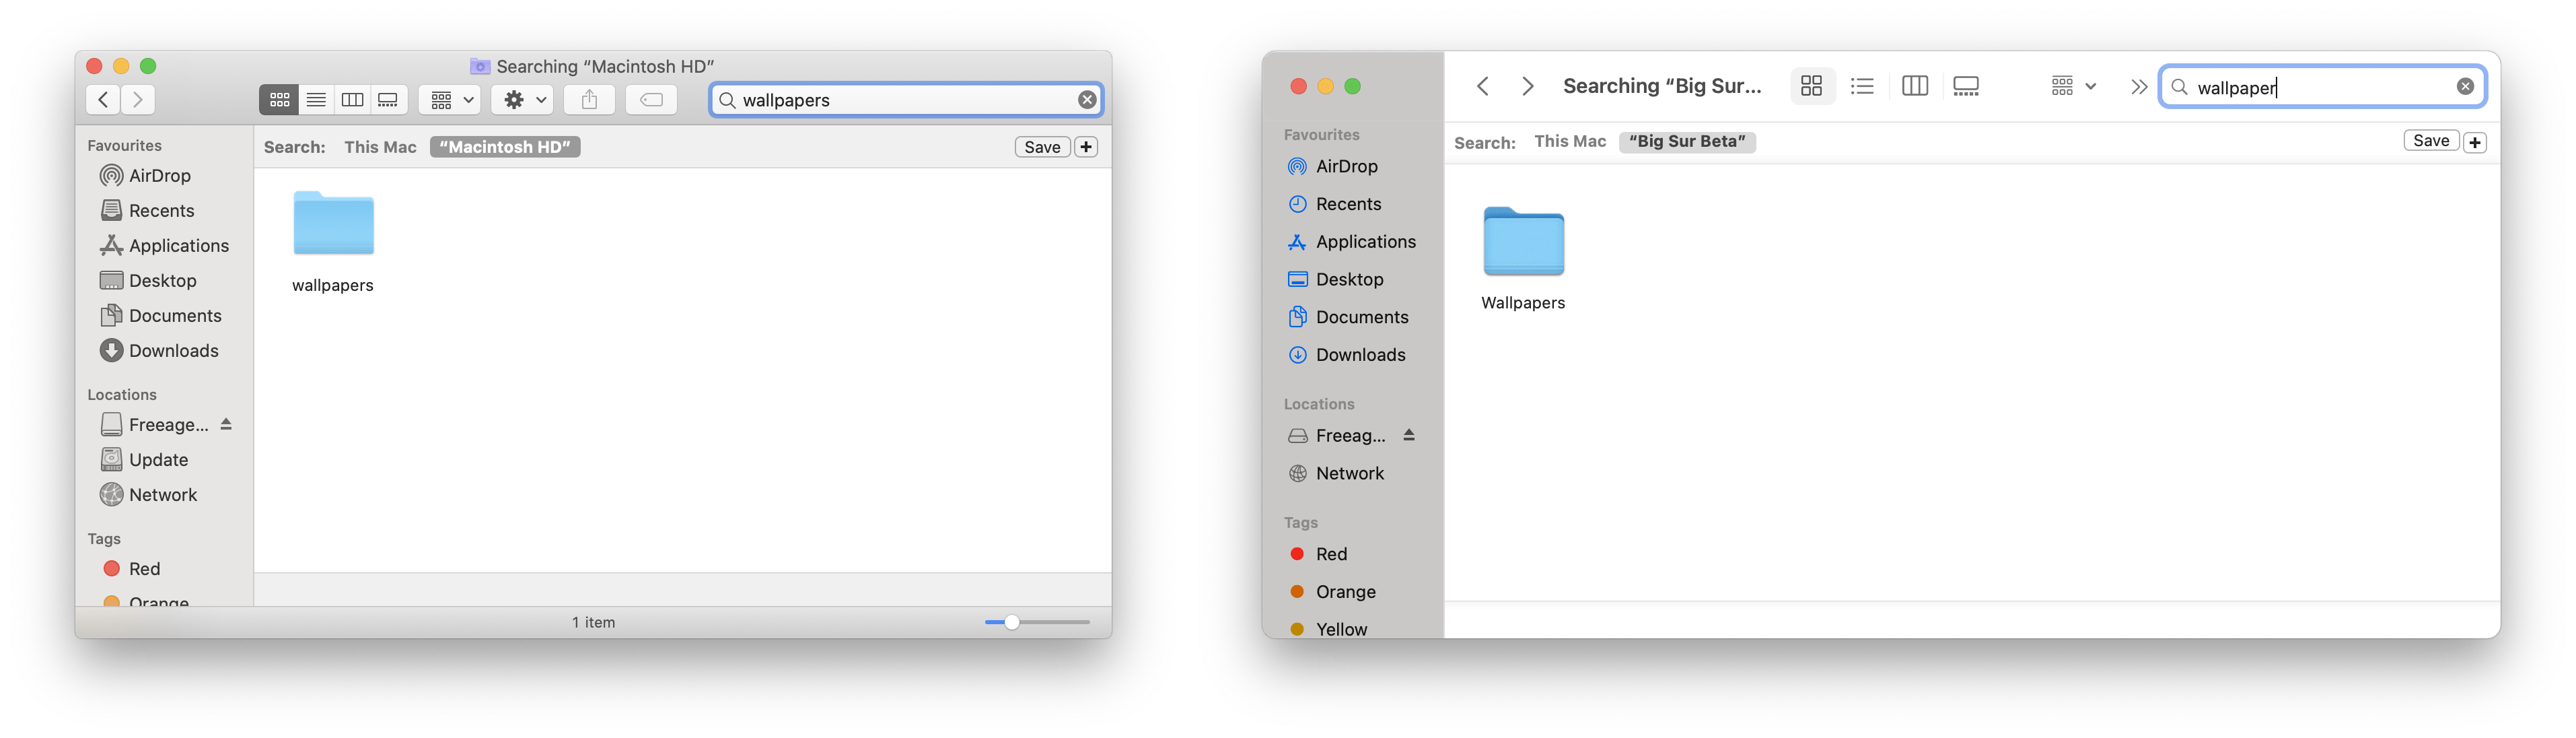 Searching “Macintosh HD”
wallpapers
Favourites
AirDrop
Recents
Applications
Desktop
Documents
Downloads
Locations
Freeage...
Update
Network
Tags
Red
Orange
Search: This Mac “Macintosh HD” Save
wallpapers
1 item
Searching “Big Sur...
wallpaper
Favourites
AirDrop
Recents
Applications
Desktop
Documents
Downloads
Locations
Freeag...
Network
Tags
Red
Orange
Yellow
Search: This Mac “Big Sur Beta” Save
Wallpapers